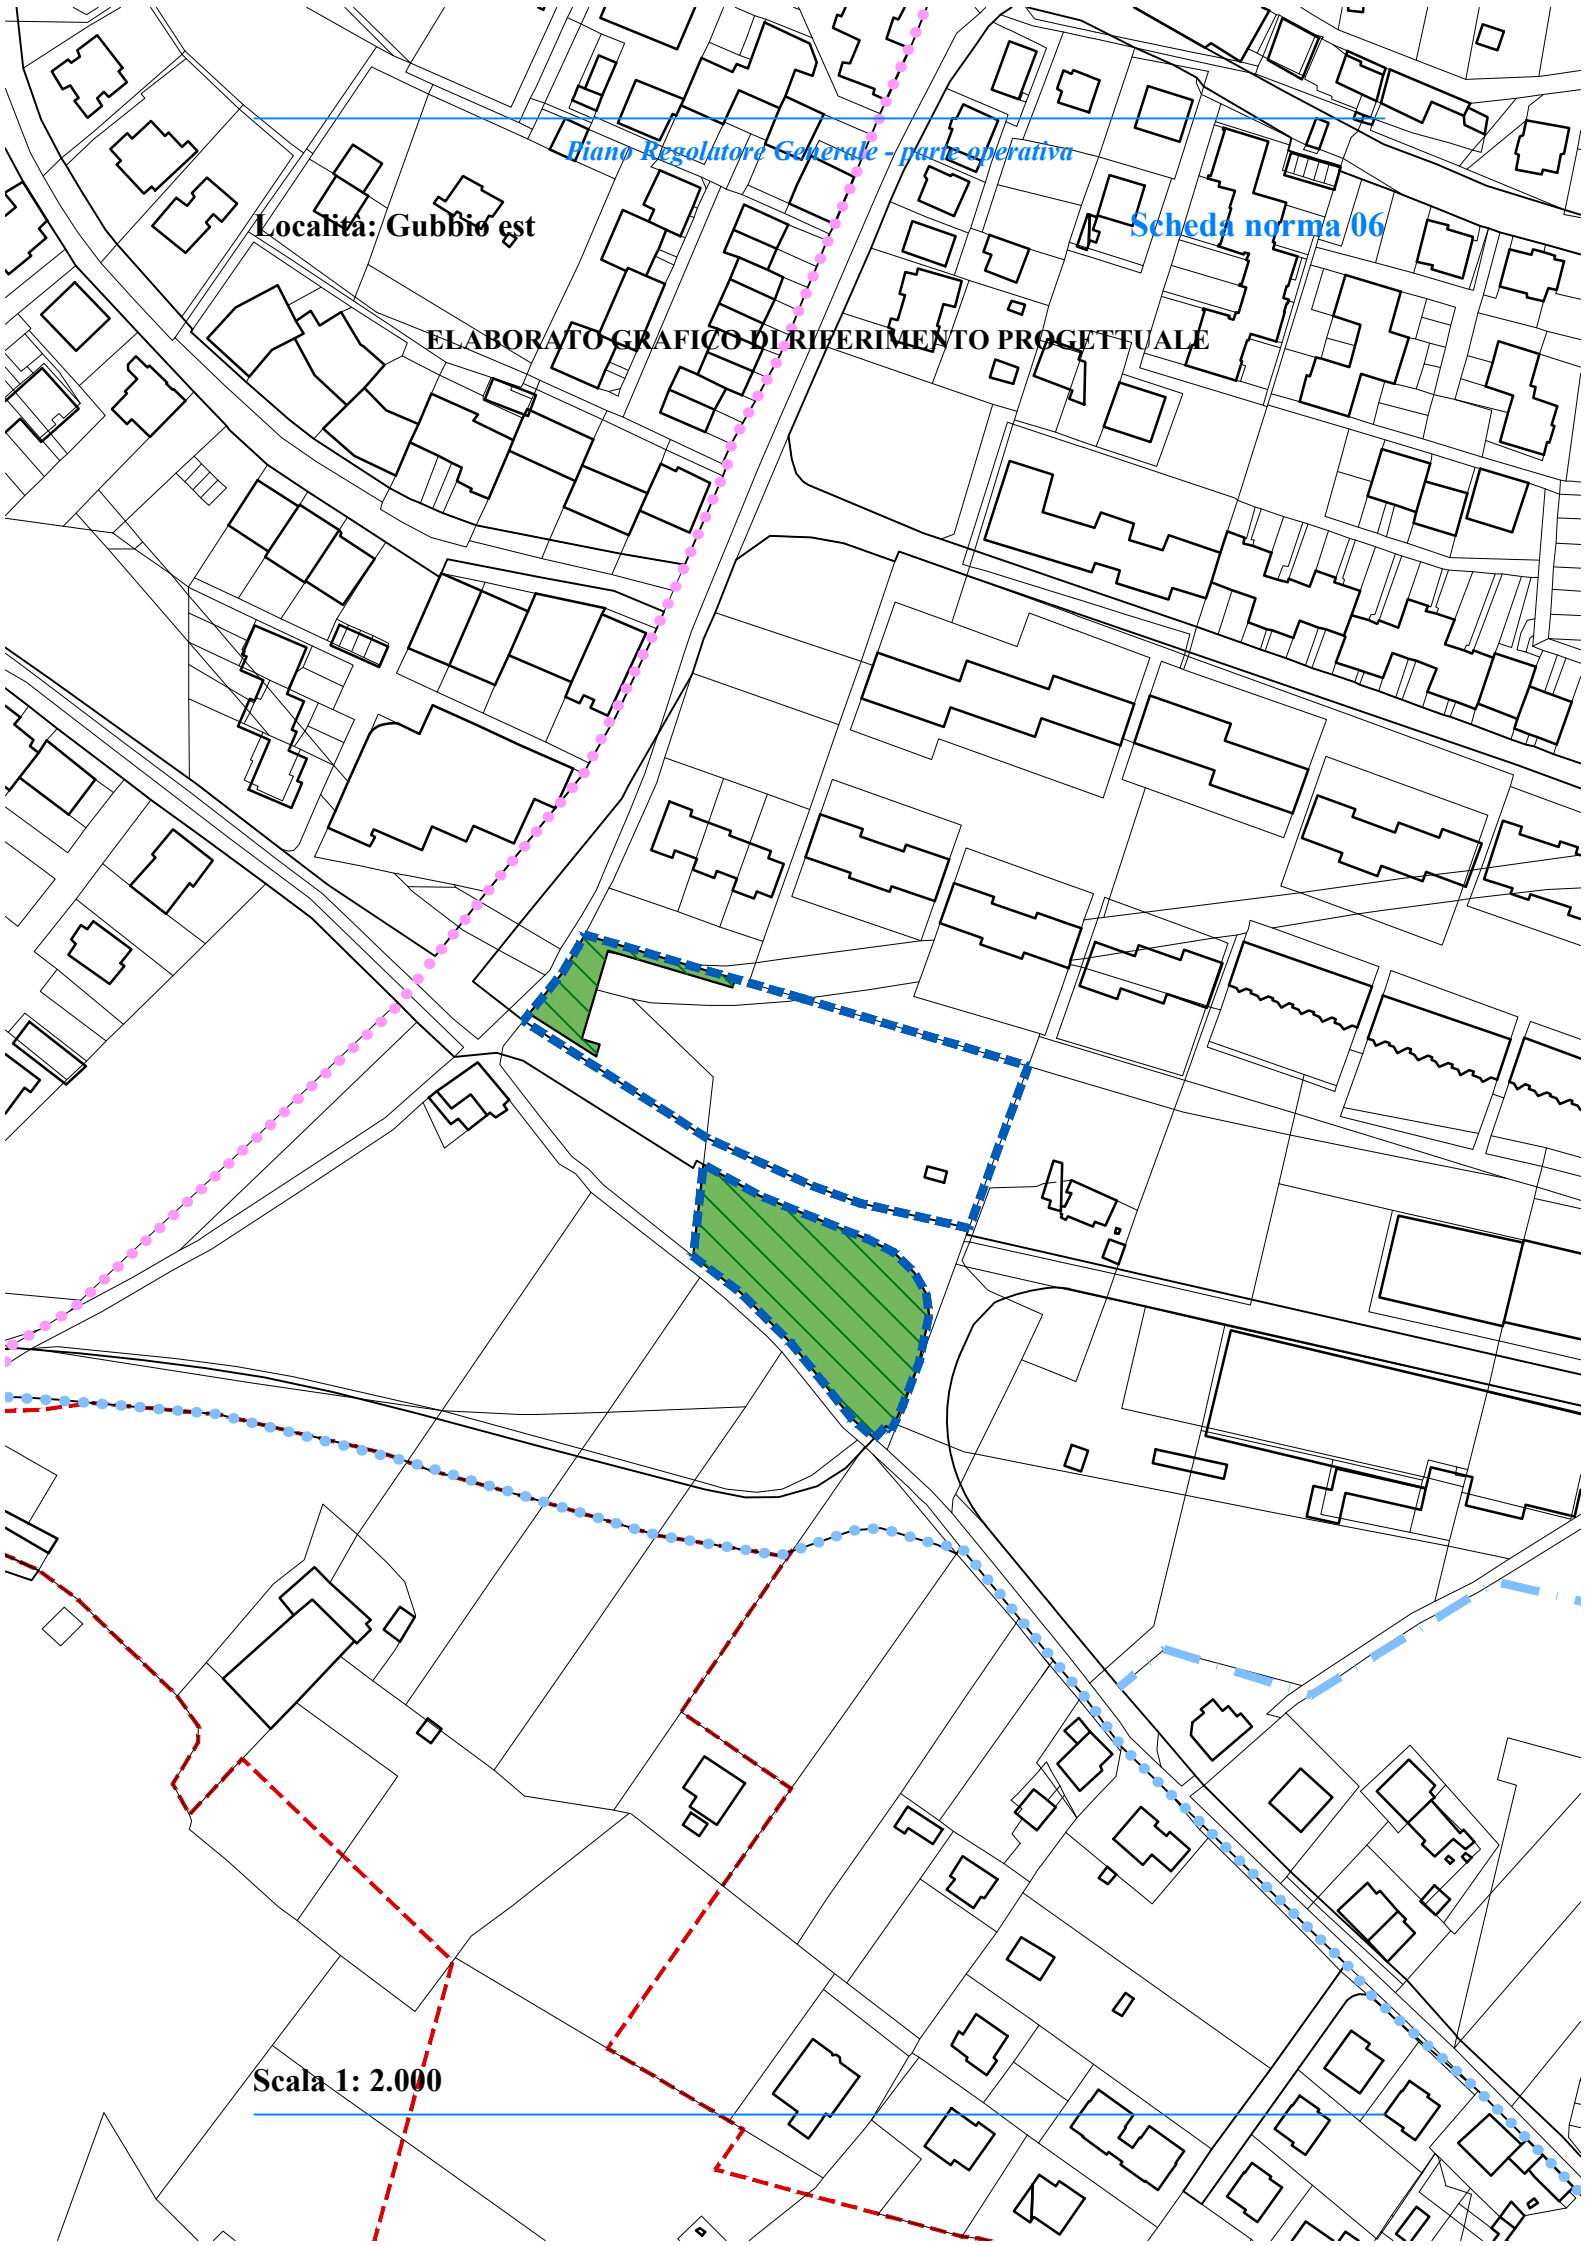 Piano Regolatore Generale - parte operativa
Località: Gubbio est
Scheda norma 06
ELABORATO GRAFICO DI RIFERIMENTO PROGETTUALE
Scala 1: 2.000